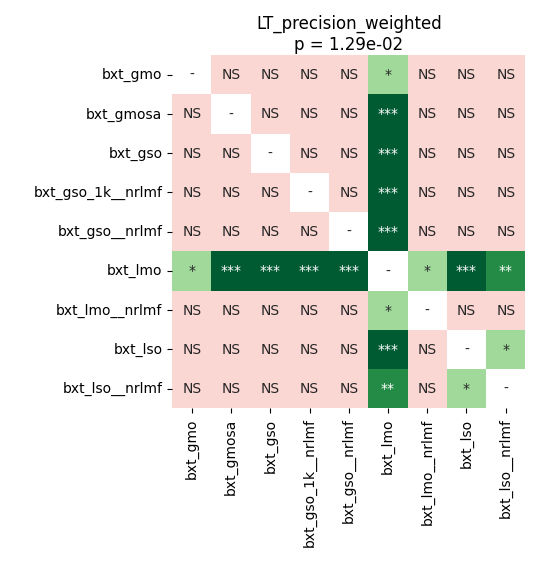 LT_precision_weighted
p = 1.29e-02
bxt_gmo - NS NS NS NS * NS NS NS
bxt_gmosa NS - NS NS NS *** NS NS NS
bxt_gso NS NS - NS NS *** NS NS NS
bxt_gso_1k__nrlmf NS NS NS - NS *** NS NS NS
bxt_gso__nrlmf NS NS NS NS - *** NS NS NS
bxt_lmo * *** *** *** *** - * *** **
bxt_lmo__nrlmf NS NS NS NS NS * - NS NS
bxt_lso NS NS NS NS NS *** NS - *
bxt_lso__nrlmf NS NS NS NS NS ** NS * -
bxt_gmo
bxt_gmosa
bxt_gso
bxt_gso_1k__nrlmf
bxt_gso__nrlmf
bxt_lmo
bxt_lmo__nrlmf
bxt_lso
bxt_lso__nrlmf